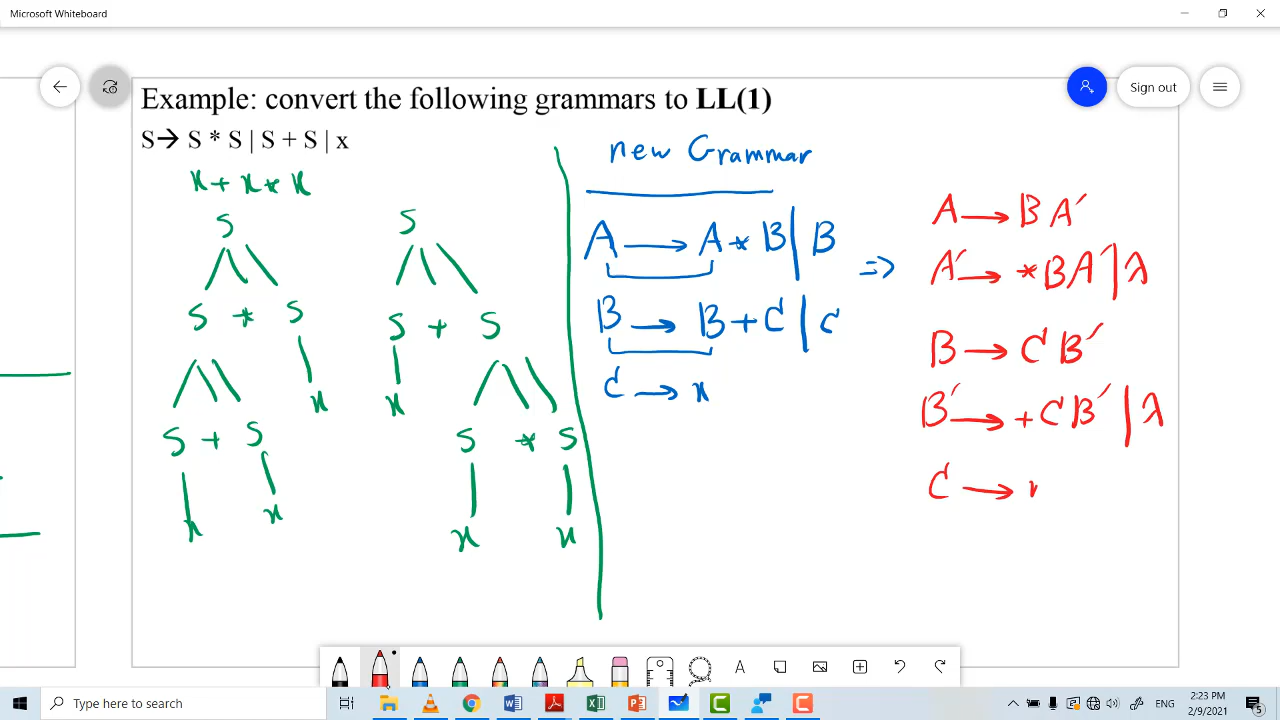 Microsoft Whiteboard
Sign out
Example: convert the following grammars to LL(1)
S→ S * S | S + S | x
x + x * x
S
S * S
S + S x
x x
S
S + S
x S * S
x x
new Grammar
A → A * B | B
B → B + C | C
C → x
=>
A → B A'
A' → * B A' | λ
B → C B'
B' → + C B' | λ
C →
A
Type here to search
ENG
2:23 PM
2/9/2021
5